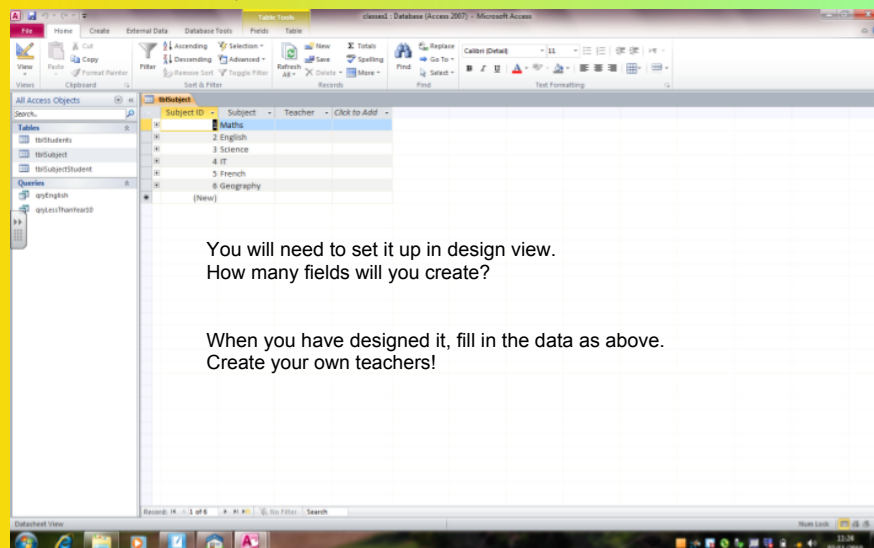 Table Tools
classes1 : Database (Access 2007) - Microsoft Access
File Home Create External Data Database Tools Fields Table
View
Views
Paste
Cut
Copy
Format Painter
Clipboard
Filter
Ascending
Descending
Remove Sort
Selection
Advanced
Toggle Filter
Sort & Filter
Refresh All
New
Save
Delete
Totals
Spelling
More
Records
Find
Replace
Go To
Select
Find
Calibri (Detail) 11
B I U
Text Formatting
All Access Objects
Search..
Tables
tblStudents
tblSubject
tblSubjectStudent
Queries
qryEnglish
qryLessThanYear10
tblSubject
Subject ID Subject Teacher Click to Add
1 Maths
2 English
3 Science
4 IT
5 French
6 Geography
(New)
You will need to set it up in design view.
How many fields will you create?
When you have designed it, fill in the data as above.
Create your own teachers!
Record: 1 of 6 No Filter Search
Datasheet View
Num Lock
11:24